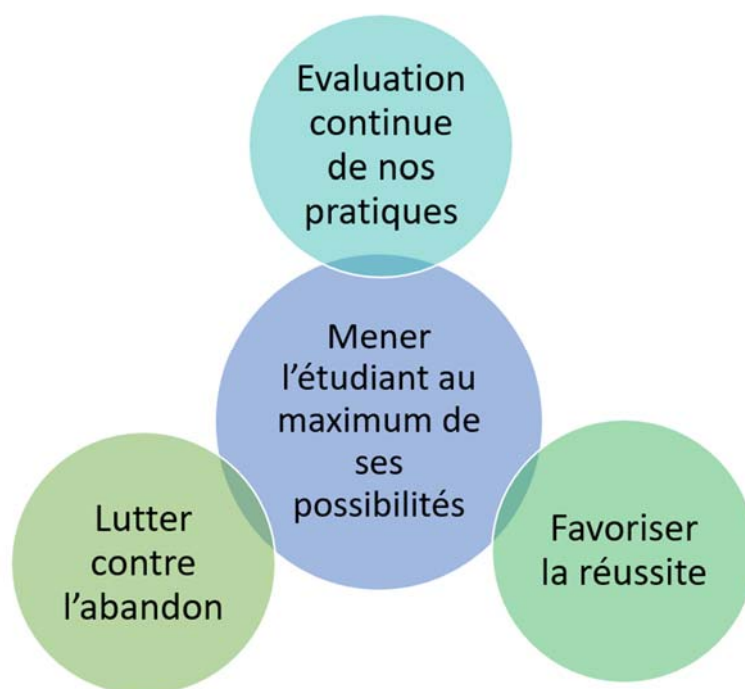 Evaluation
continue
de nos
pratiques
Mener
l’étudiant au
maximum de
ses
possibilités
Lutter
contre
l’abandon
Favoriser
la réussite